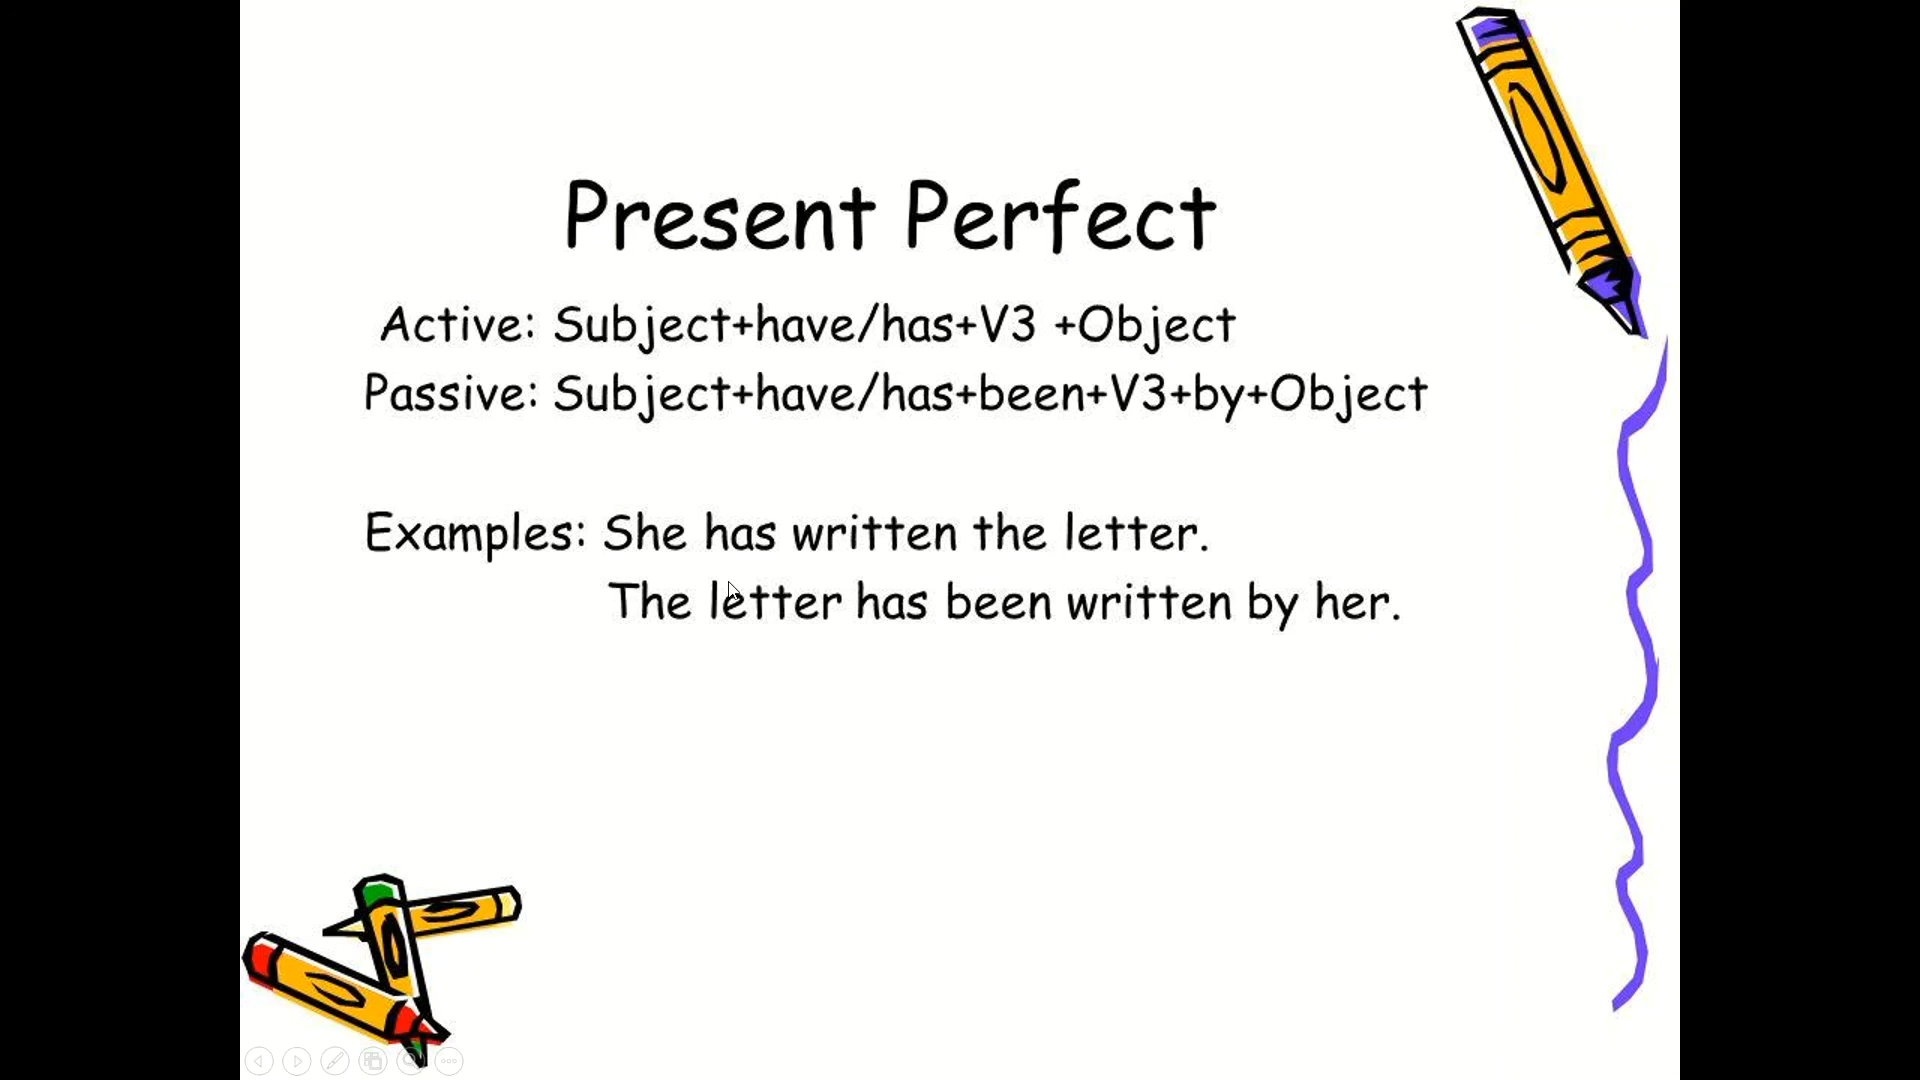 Present Perfect
Active: Subject+have/has+V3 +Object
Passive: Subject+have/has+been+V3+by+Object
Examples: She has written the letter.
The letter has been written by her.